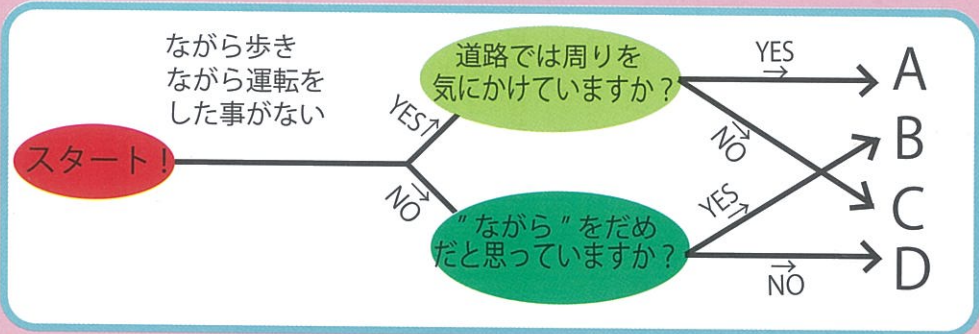 スタート!
ながら歩き
ながら運転を
した事がない
YES↑
NO→
道路では周りを
気にかけていますか?
"ながら"をだめ
だと思っていますか?
YES
→
NO→
YES→
→
NO
A
B
C
D